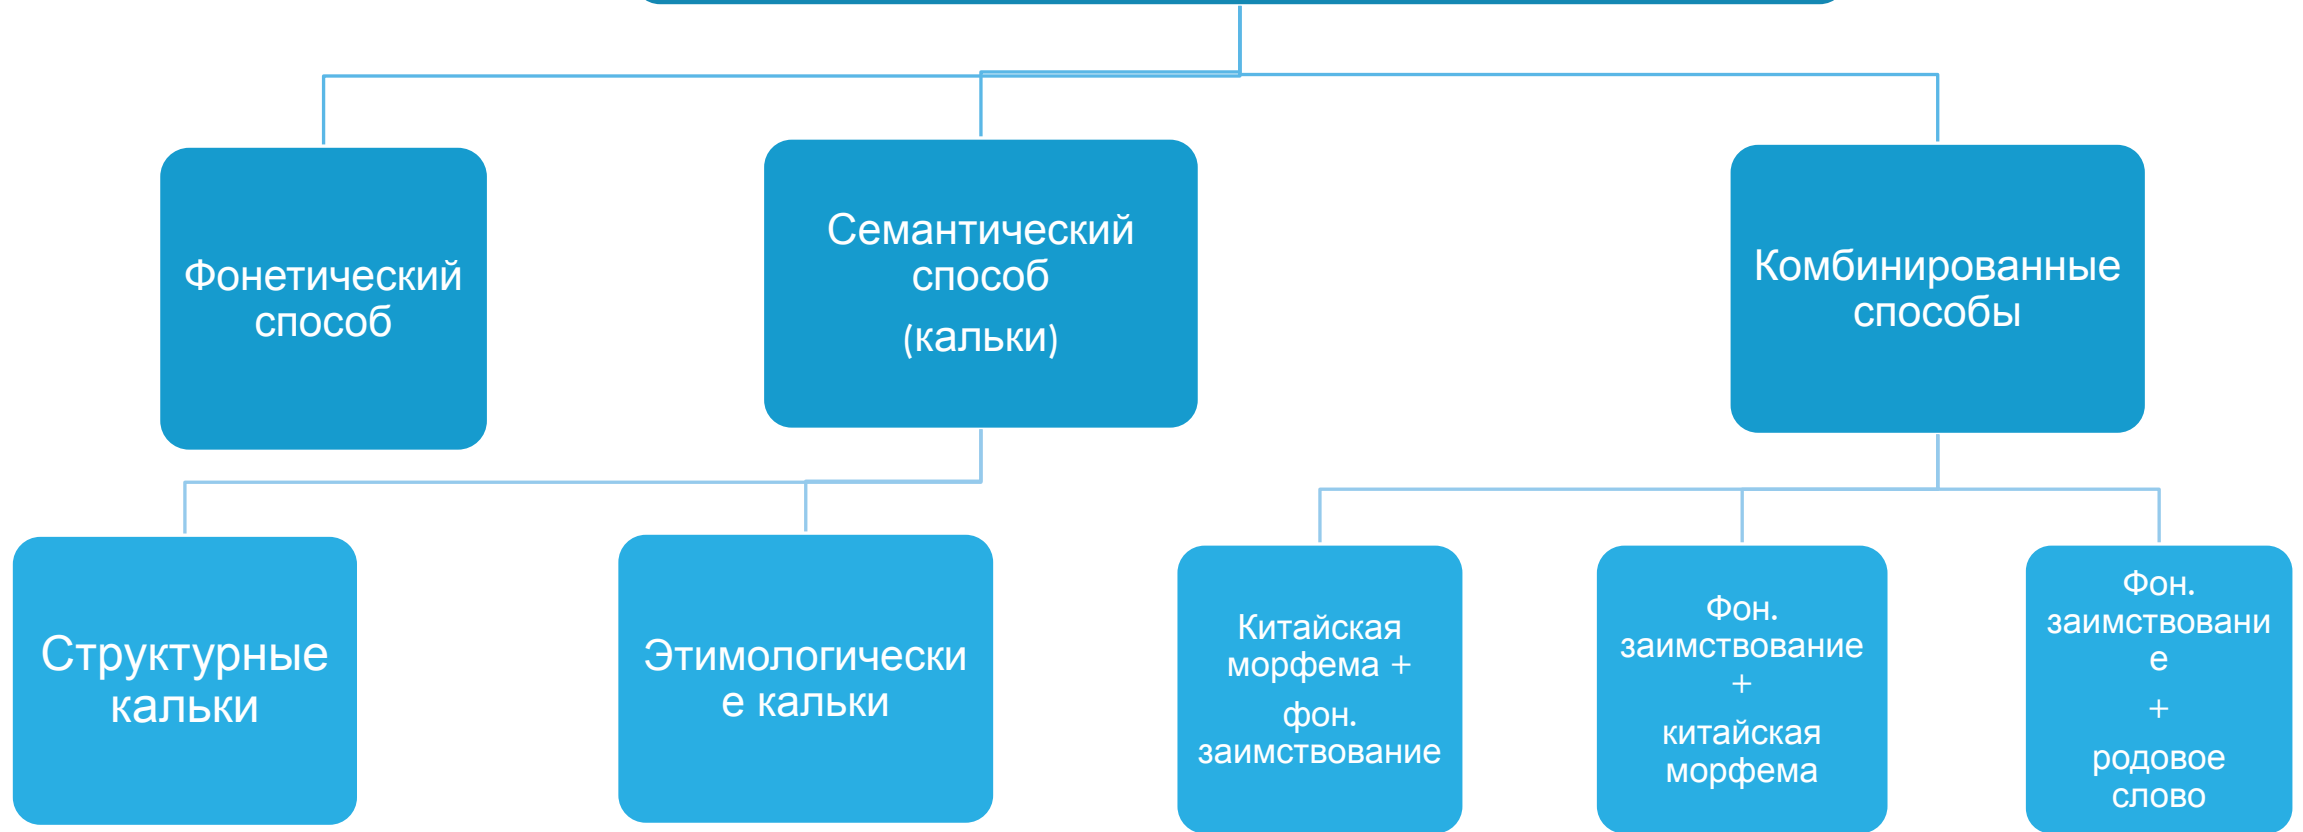 Фонетический
способ
Семантический
способ
(кальки)
Комбинированные
способы
Структурные
кальки
Этимологически
е кальки
Китайская
морфема +
фон.
заимствование
Фон.
заимствование
+
китайская
морфема
Фон.
заимствовани
е
+
родовое
слово